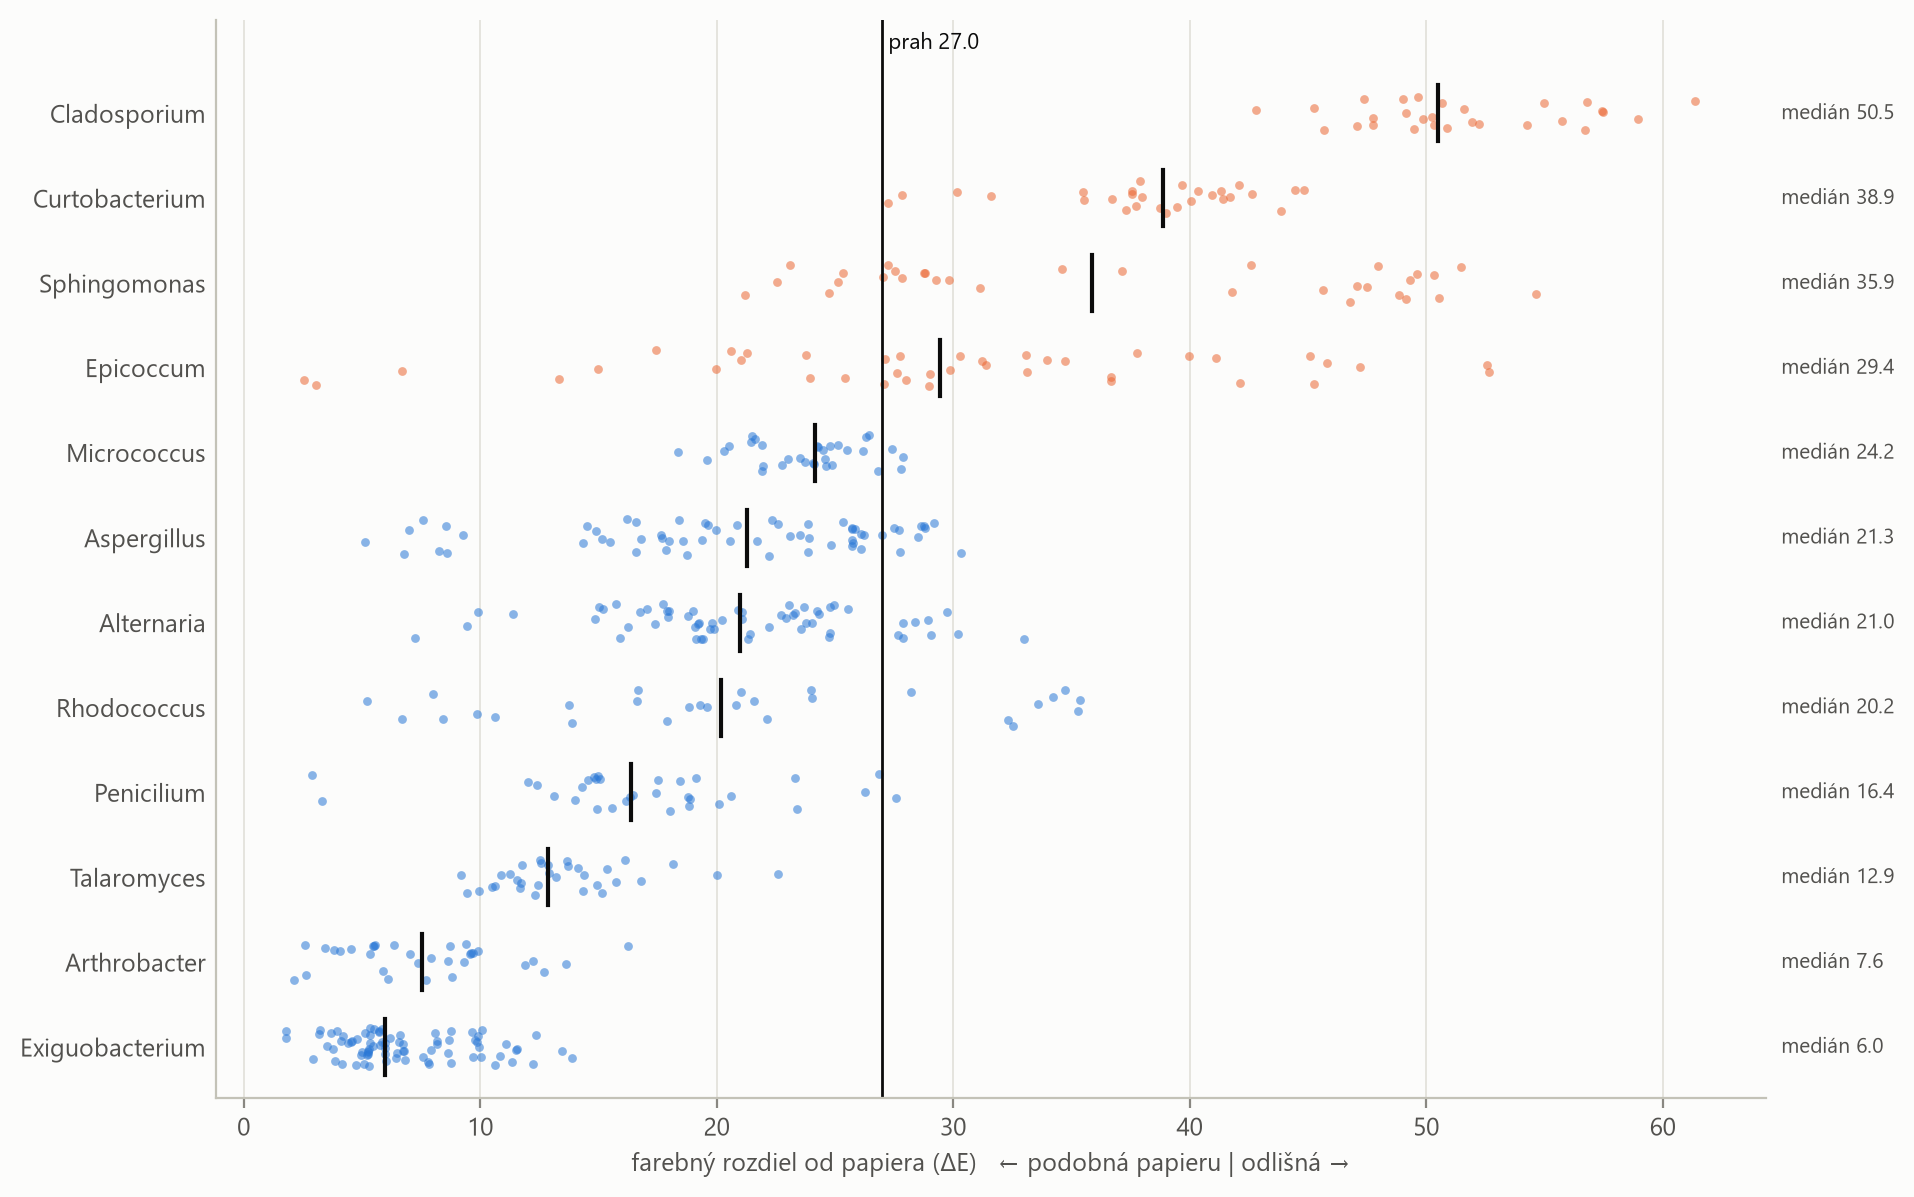 prah 27.0
Cladosporium medián 50.5
Curtobacterium medián 38.9
Sphingomonas medián 35.9
Epicoccum medián 29.4
Micrococcus medián 24.2
Aspergillus medián 21.3
Alternaria medián 21.0
Rhodococcus medián 20.2
Penicilium medián 16.4
Talaromyces medián 12.9
Arthrobacter medián 7.6
Exiguobacterium medián 6.0
0 10 20 30 40 50 60
farebný rozdiel od papiera (ΔE) ← podobná papieru | odlišná →